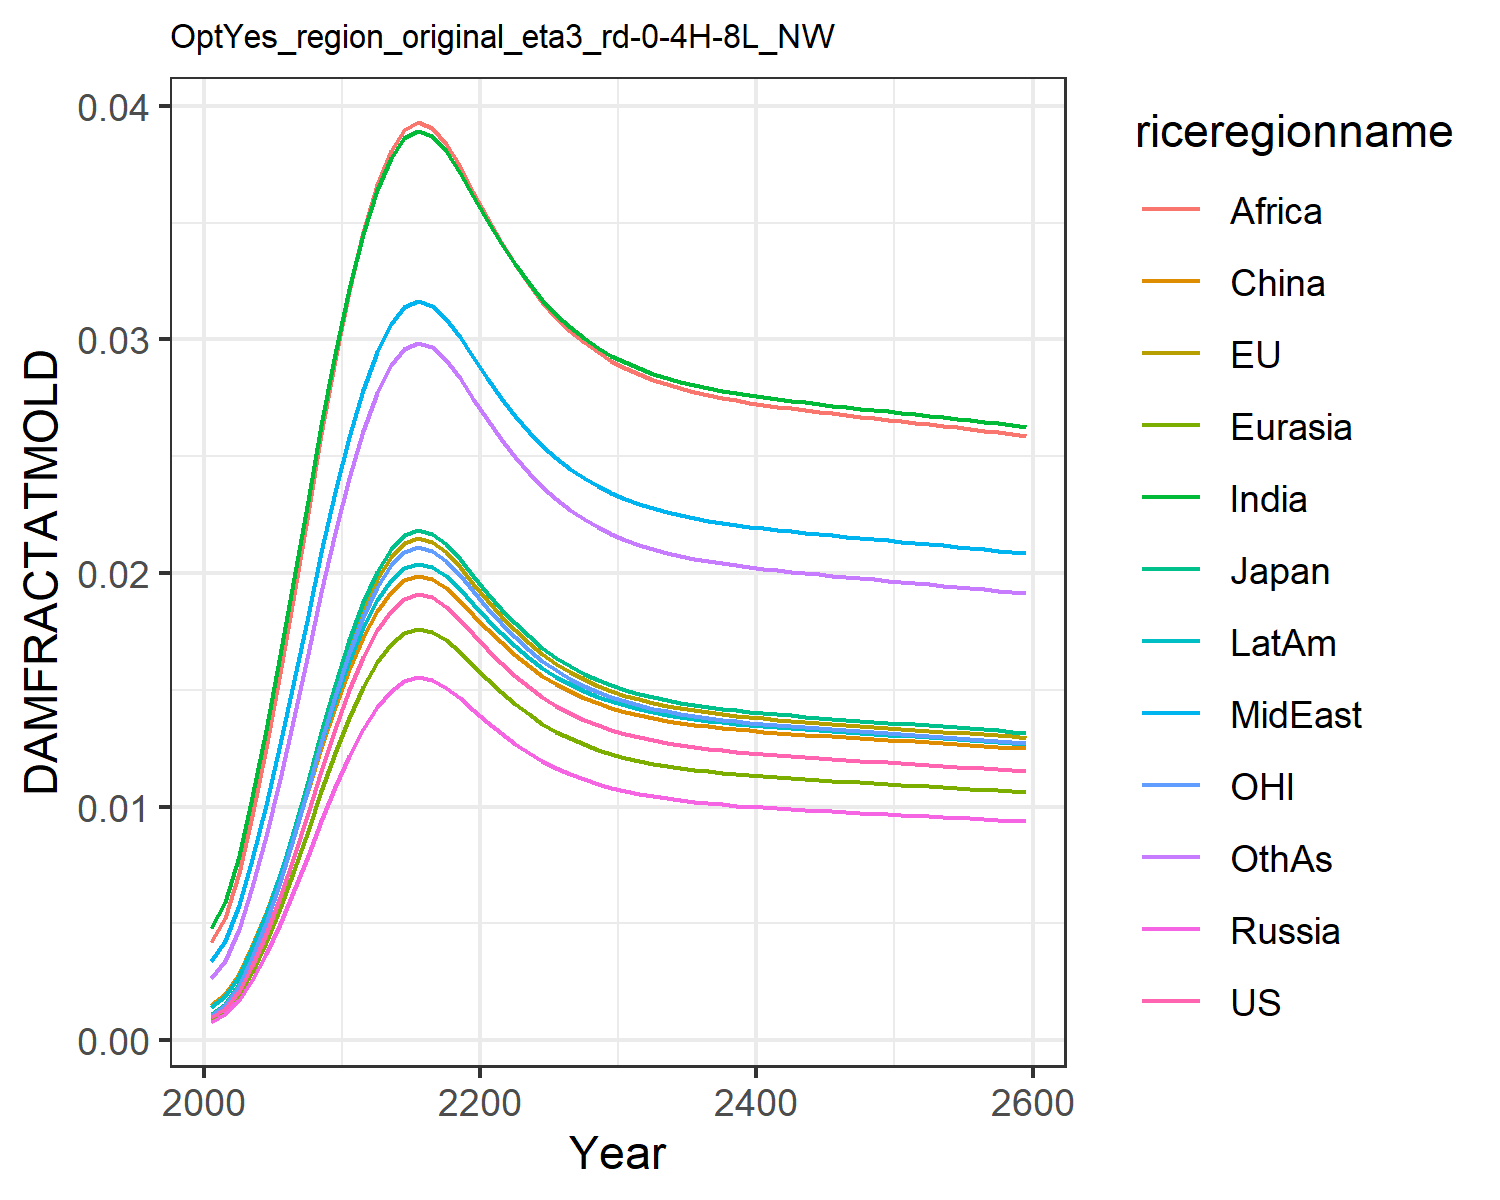 OptYes_region_original_eta3_rd-0-4H-8L_NW
0.04
0.03
0.02
0.01
0.00
DAMFRACTATMOLD
2000
2200
2400
2600
Year
riceregionname
Africa
China
EU
Eurasia
India
Japan
LatAm
MidEast
OHI
OthAs
Russia
US